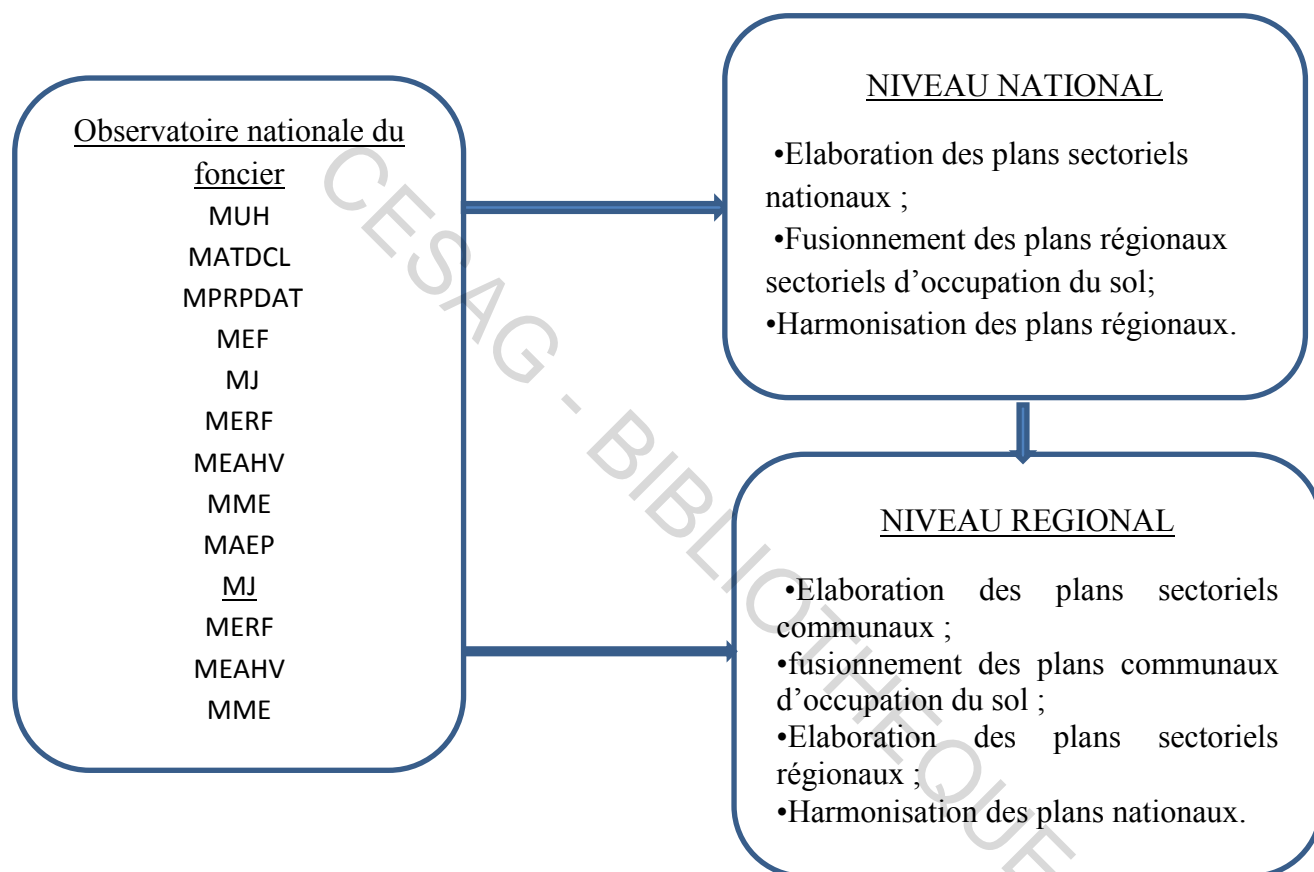 Observatoire nationale du
foncier
MUH
MATDCL
MPRPDAT
MEF
MJ
MERF
MEAHV
MME
MAEP
MJ
MERF
MEAHV
MME
NIVEAU NATIONAL
•Elaboration des plans sectoriels
nationaux ;
•Fusionnement des plans régionaux
sectoriels d’occupation du sol;
•Harmonisation des plans régionaux.
NIVEAU REGIONAL
•Elaboration des plans sectoriels
communaux ;
•fusionnement des plans communaux
d’occupation du sol ;
•Elaboration des plans sectoriels
régionaux ;
•Harmonisation des plans nationaux.
CESAG - BIBLIOTHEQUE